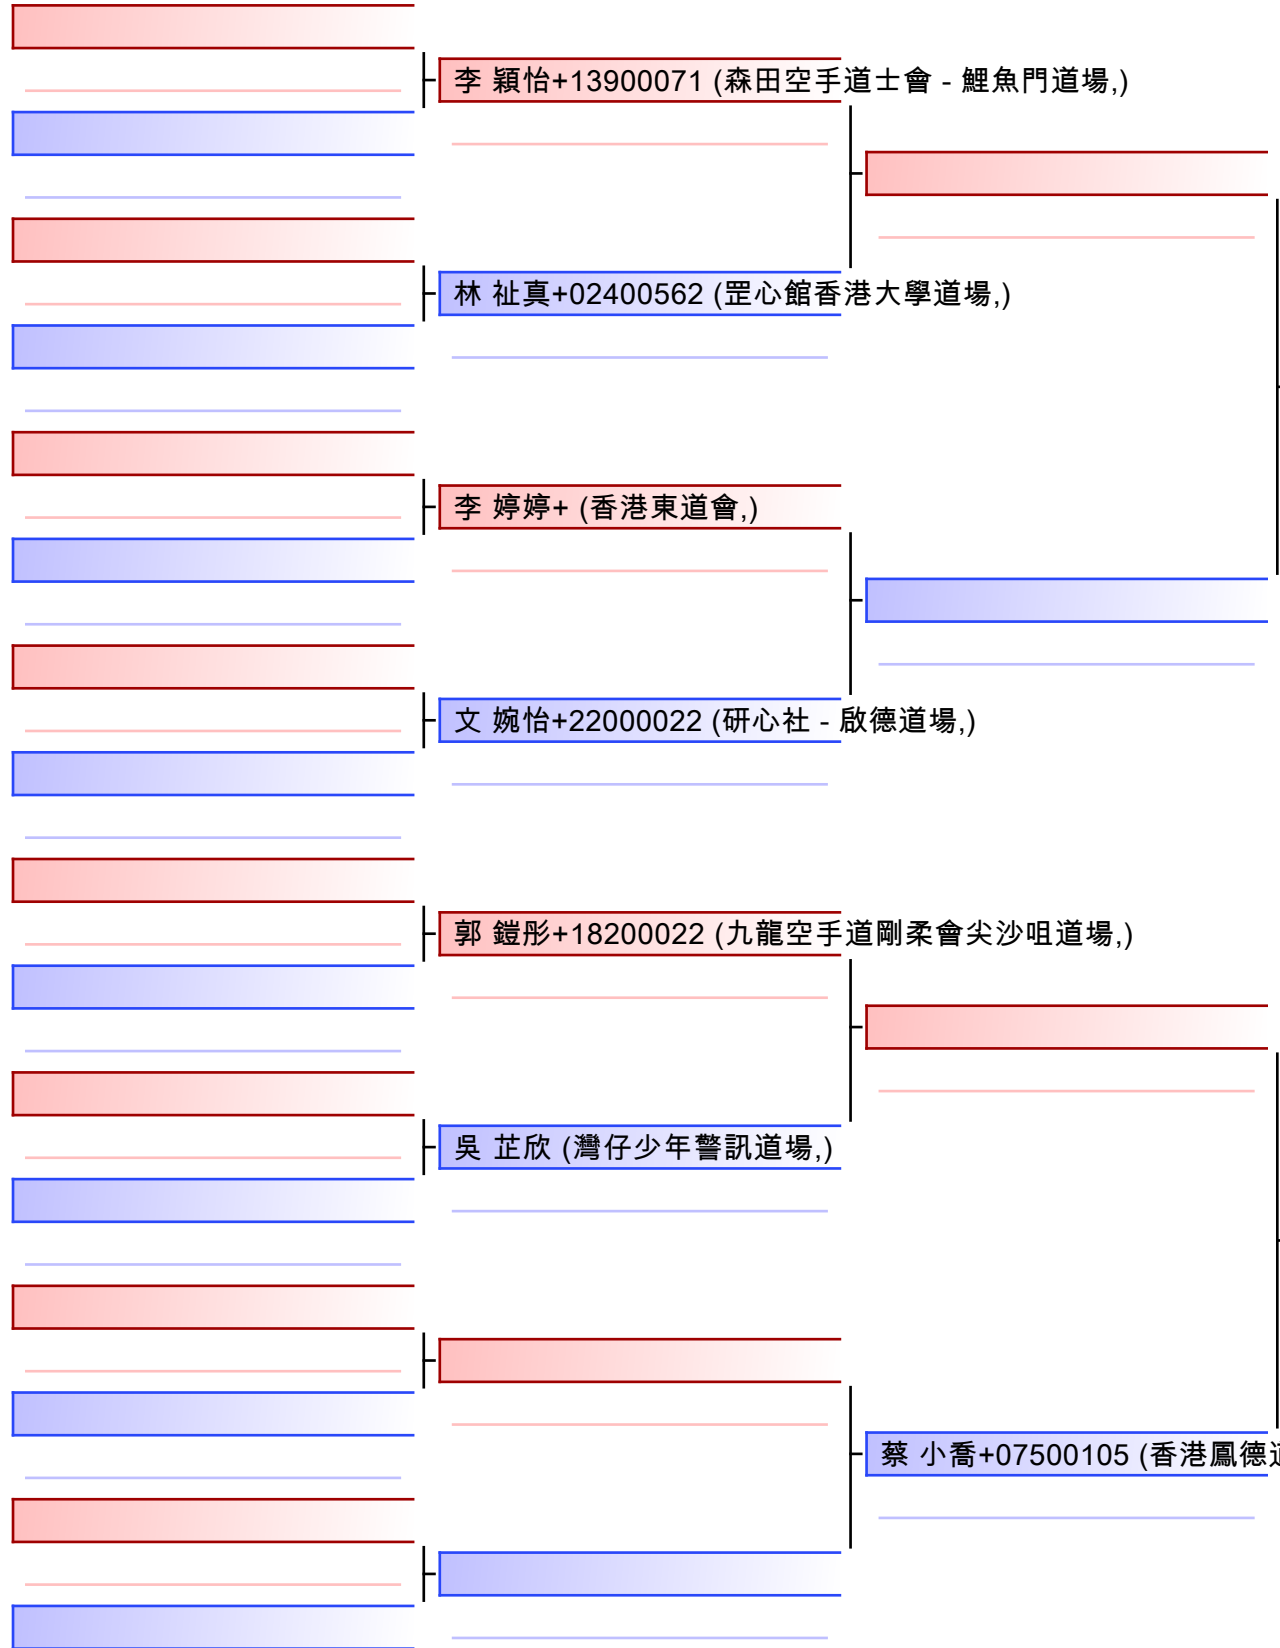 李 穎怡+13900071 (森田空手道士會 - 鯉魚門道場,)
林 祉真+02400562 (罡心館香港大學道場,)
李 婷婷+ (香港東道會,)
文 婉怡+22000022 (研心社 - 啟德道場,)
郭 鎧彤+18200022 (九龍空手道剛柔會尖沙咀道場,)
吳 芷欣 (灣仔少年警訊道場,)
蔡 小喬+07500105 (香港鳳德